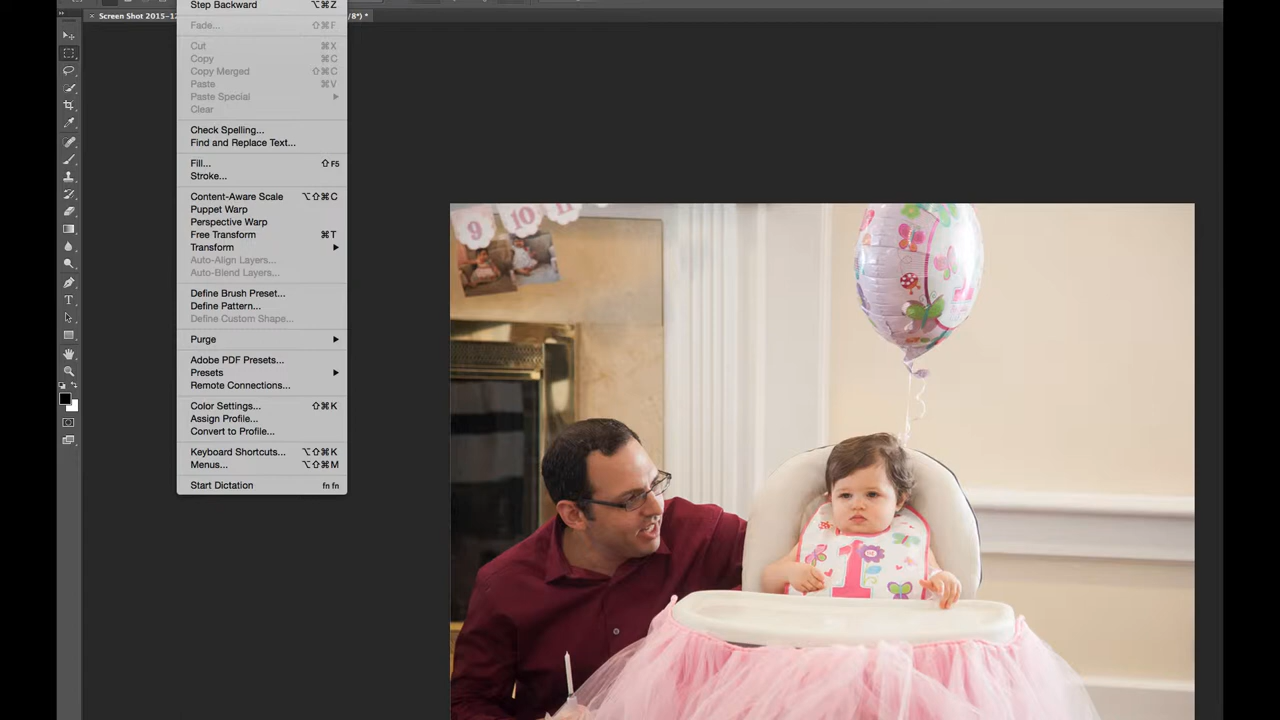 Step Backward ⌥⌘Z
Screen Shot 2015-12
/8*) *
Fade... ⇧⌘F
Cut ⌘X
Copy ⌘C
Copy Merged ⇧⌘C
Paste ⌘V
Paste Special
Clear
Check Spelling...
Find and Replace Text...
Fill... ⇧F5
Stroke...
Content-Aware Scale ⌥⇧⌘C
Puppet Warp
Perspective Warp
Free Transform ⌘T
Transform
Auto-Align Layers...
Auto-Blend Layers...
Define Brush Preset...
Define Pattern...
Define Custom Shape...
Purge
Adobe PDF Presets...
Presets
Remote Connections...
Color Settings... ⇧⌘K
Assign Profile...
Convert to Profile...
Keyboard Shortcuts... ⌥⇧⌘K
Menus... ⌥⇧⌘M
Start Dictation fn fn
9 10 11
1